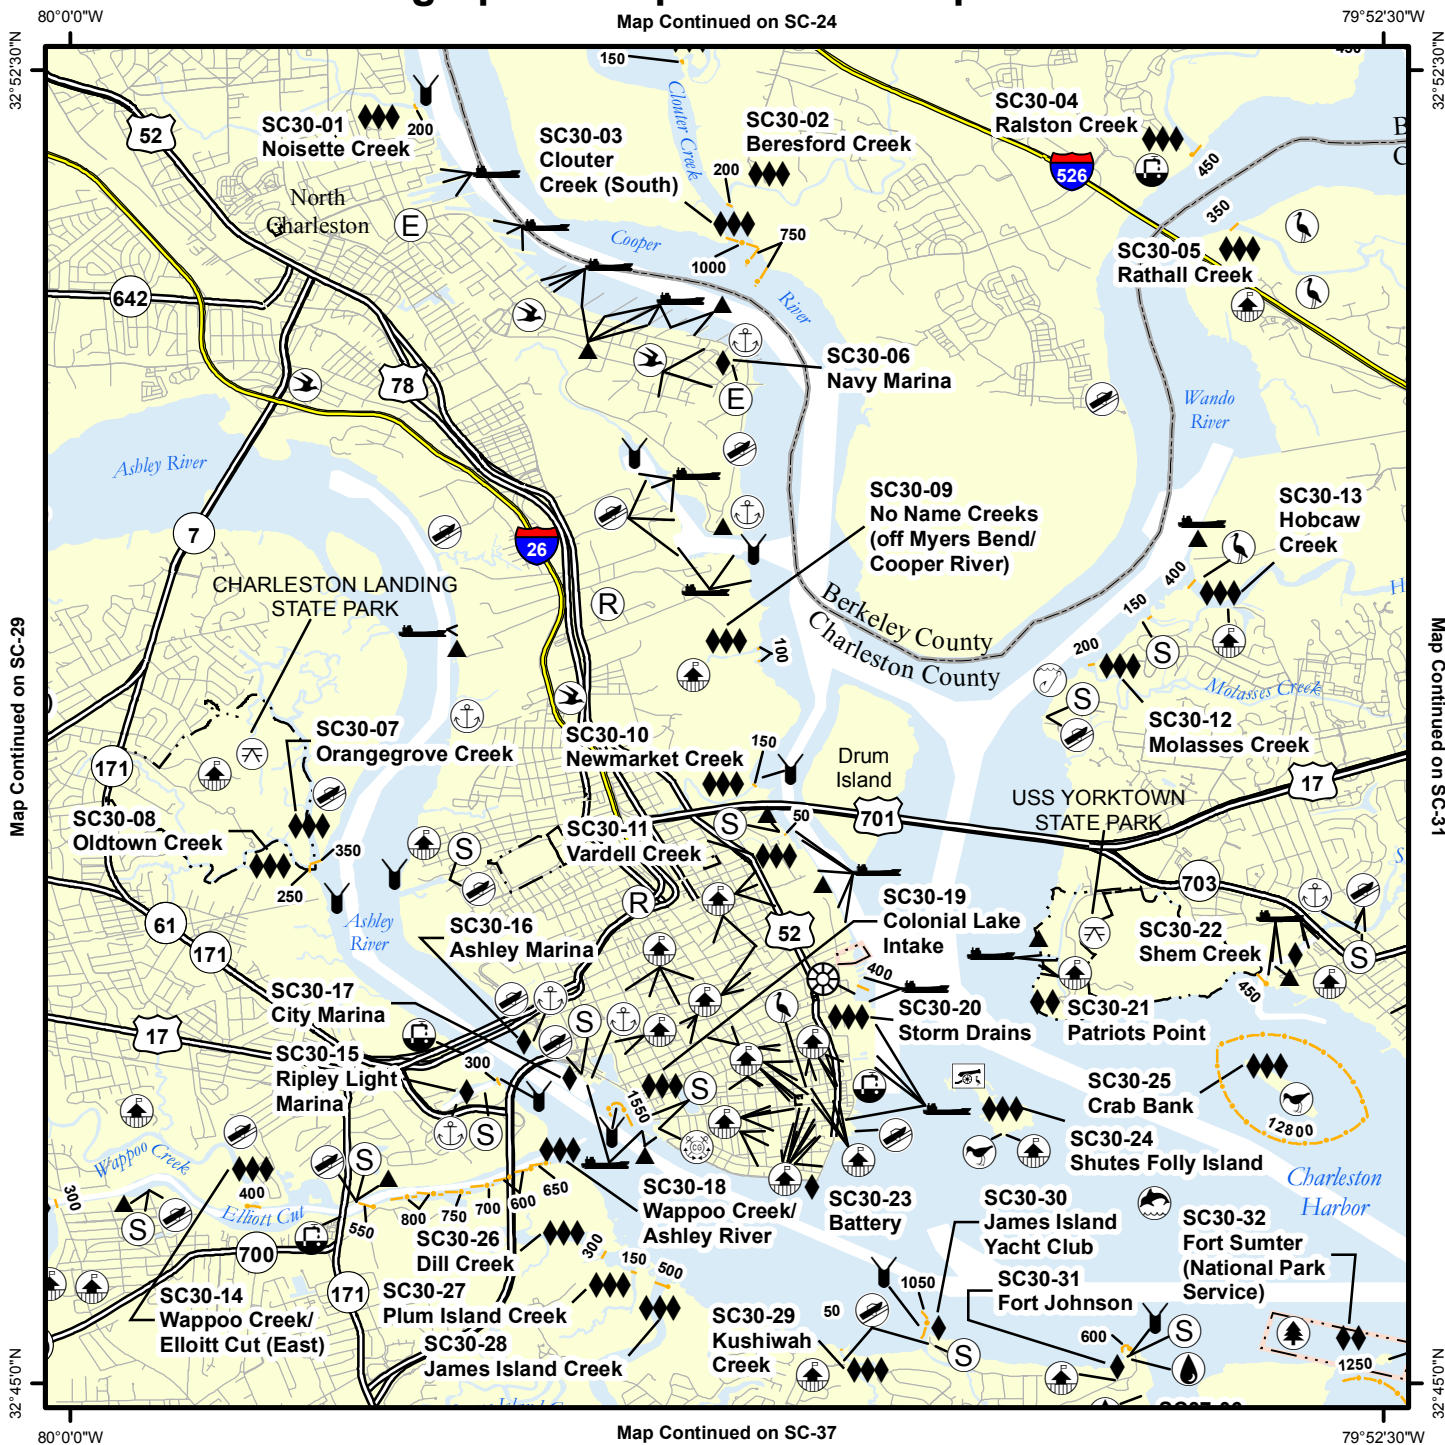 Map Continued on SC-24
80°0'0"W
79°52'30"W
32°52'30"N
32°52'30"N
150
52
SC30-01
Noisette Creek
200
SC30-03
Clouter
Creek (South)
Clouter Creek
SC30-02
Beresford Creek
200
SC30-04
Ralston Creek
526
450
350
North
Charleston
E
Cooper
River
750
1000
SC30-05
Rathall Creek
642
78
SC30-06
Navy Marina
E
Wando
River
Ashley River
7
26
SC30-09
No Name Creeks
(off Myers Bend/
Cooper River)
SC30-13
Hobcaw
Creek
400
150
CHARLESTON LANDING
STATE PARK
R
Berkeley County
Charleston County
100
200
S
S
Molasses Creek
SC30-12
Molasses Creek
Map Continued on SC-29
Map Continued on SC-31
SC30-07
Orangegrove Creek
SC30-10
Newmarket Creek
150
Drum
Island
171
17
USS YORKTOWN
STATE PARK
SC30-08
Oldtown Creek
350
250
S
SC30-11
Vardell Creek
S
50
701
703
61
171
Ashley
River
R
SC30-16
Ashley Marina
52
SC30-19
Colonial Lake
Intake
SC30-22
Shem Creek
S
400
450
SC30-17
City Marina
S
SC30-20
Storm Drains
SC30-21
Patriots Point
17
SC30-15
Ripley Light
Marina
300
S
1550
S
SC30-25
Crab Bank
12800
SC30-24
Shutes Folly Island
Wappoo Creek
S
400
Elliott Cut
300
S
550
800
750
700
600
650
SC30-18
Wappoo Creek/
Ashley River
SC30-23
Battery
SC30-30
James Island
Yacht Club
Charleston
Harbor
SC30-32
Fort Sumter
(National Park
Service)
700
SC30-26
Dill Creek
300
150
500
171
SC30-27
Plum Island Creek
SC30-14
Wappoo Creek/
Elloitt Cut (East)
SC30-28
James Island Creek
SC30-29
Kushiwah
Creek
50
1050
S
SC30-31
Fort Johnson
600
S
1250
32°45'0"N
32°45'0"N
80°0'0"W
Map Continued on SC-37
79°52'30"W